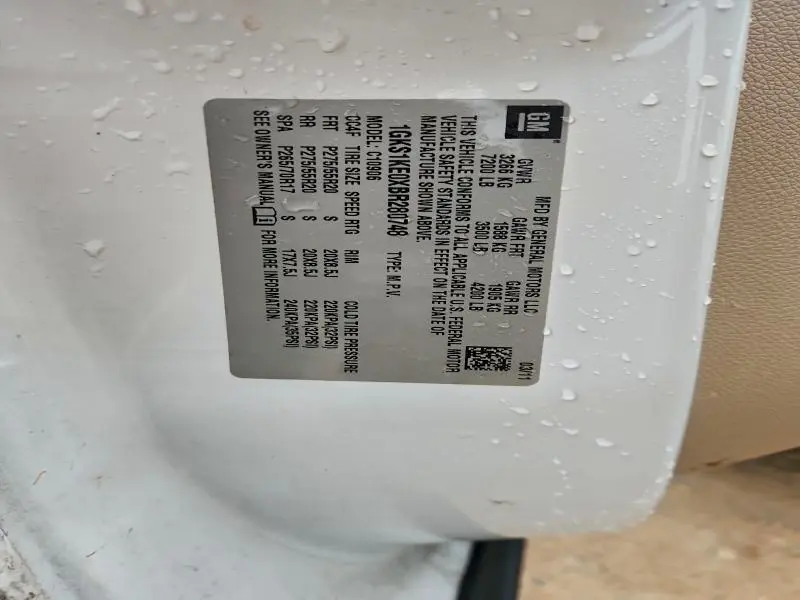 GM
MFD BY GENERAL MOTORS LLC 03/11
GVWR GAWR FRT GAWR RR
3266 KG 1588 KG 1905 KG
7200 LB 3500 LB 4200 LB
THIS VEHICLE CONFORMS TO ALL APPLICABLE U.S. FEDERAL MOTOR
VEHICLE SAFETY STANDARDS IN EFFECT ON THE DATE OF
MANUFACTURE SHOWN ABOVE.
1GKS1KEDXBR280749
MODEL: C10906 TYPE: M.P.V.
CC4F TIRE SIZE SPEED RTG RIM COLD TIRE PRESSURE
FRT P275/55R20 S 20X8.5J 220KPA(32PSI)
RR P275/55R20 S 20X8.5J 220KPA(32PSI)
SPA P265/70R17 S 17X7.5J 240KPA(35PSI)
SEE OWNER'S MANUAL FOR MORE INFORMATION.